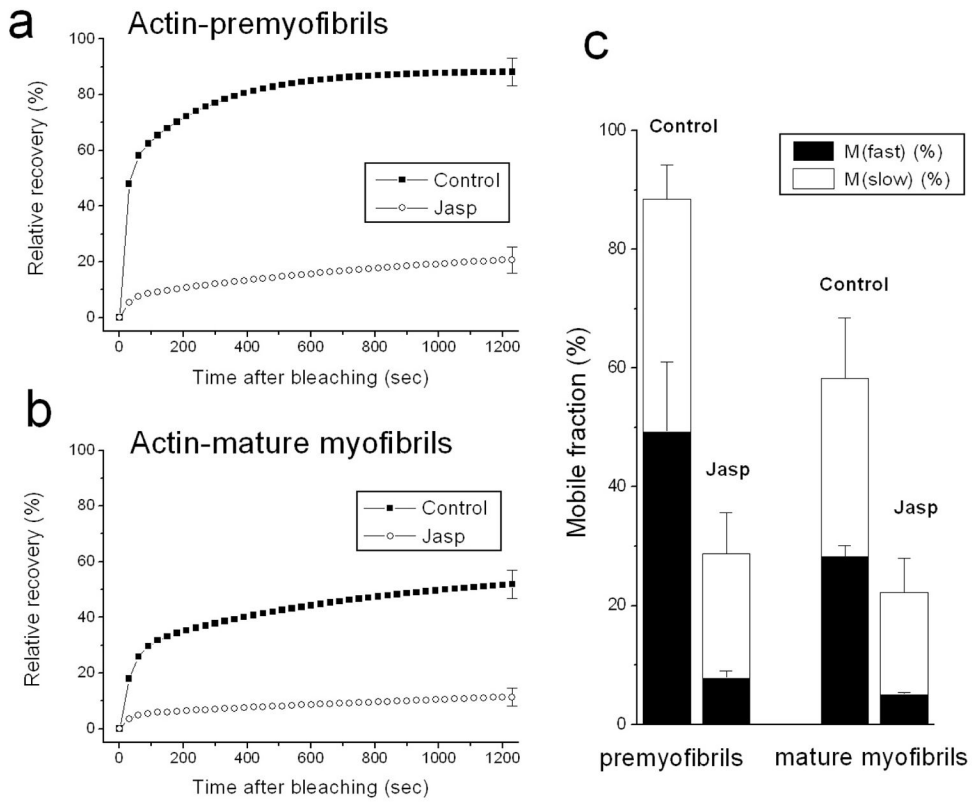 a
Actin-premyofibrils
Relative recovery (%)
100
80
60
40
20
0
Control
Jasp
0 200 400 600 800 1000 1200
Time after bleaching (sec)
b
Actin-mature myofibrils
Relative recovery (%)
100
80
60
40
20
0
Control
Jasp
0 200 400 600 800 1000 1200
Time after bleaching (sec)
c
Mobile fraction (%)
100
80
60
40
20
0
M(fast) (%)
M(slow) (%)
Control
Jasp
Control
Jasp
premyofibrils
mature myofibrils